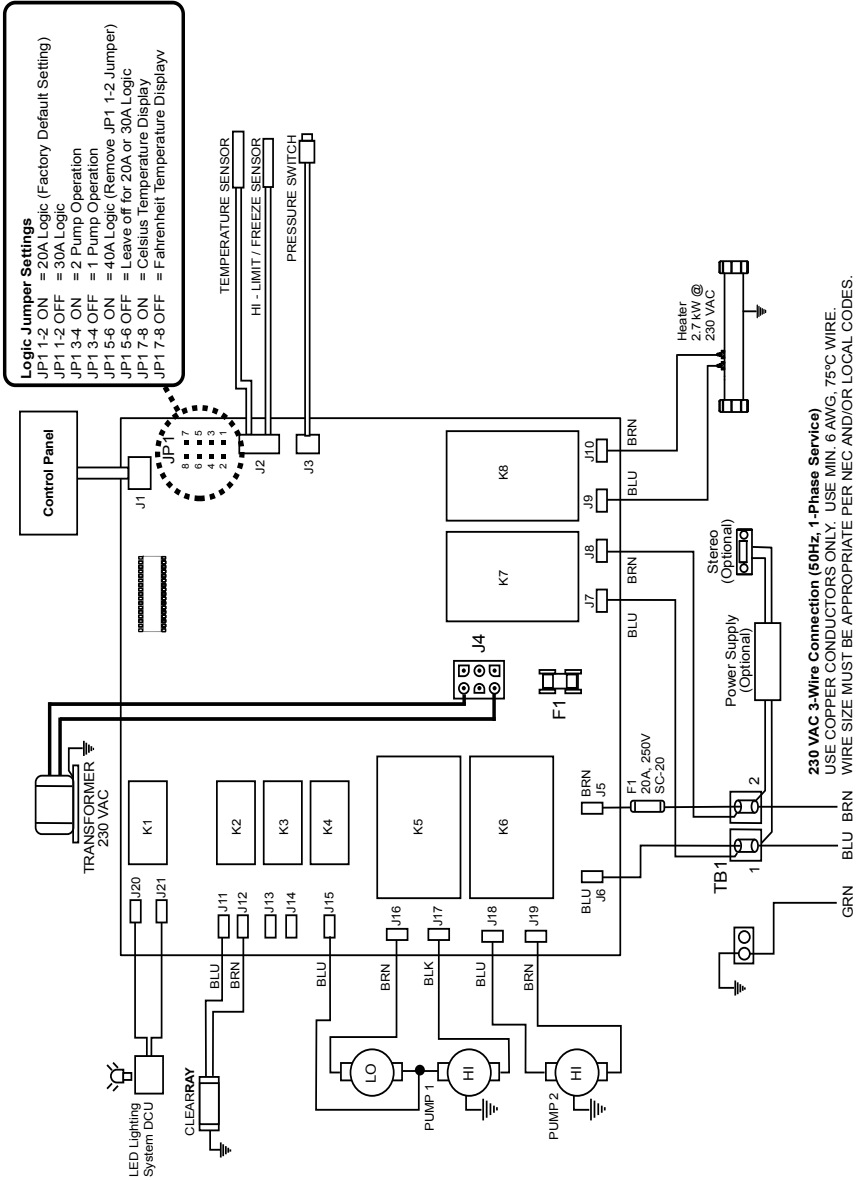 Logic Jumper Settings
JP1 1-2 ON = 20A Logic (Factory Default Setting)
JP1 1-2 OFF = 30A Logic
JP1 3-4 ON = 2 Pump Operation
JP1 3-4 OFF = 1 Pump Operation
JP1 5-6 ON = 40A Logic (Remove JP1 1-2 Jumper)
JP1 5-6 OFF = Leave off for 20A or 30A Logic
JP1 7-8 ON = Celsius Temperature Display
JP1 7-8 OFF = Fahrenheit Temperature Displayv
Control Panel
J1
JP1
8 7
6 5
4 3
2 1
J2
J3
TEMPERATURE SENSOR
HI - LIMIT / FREEZE SENSOR
PRESSURE SWITCH
TRANSFORMER
230 VAC
LED Lighting
System DCU
J20
J21
K1
CLEARRAY
BLU
BRN
J11
J12
J13
J14
K2
K3
K4
BLU
J15
LO
BRN
J16
K5
PUMP 1
HI
BLK
J17
BLU
J18
K6
PUMP 2
HI
BRN
J19
J4
F1
K7
K8
BLU
J6
BRN
J5
BLU
J7
BRN
J8
BLU
J9
BRN
J10
F1
20A, 250V
SC-20
TB1
1
2
Power Supply
(Optional)
Stereo
(Optional)
Heater
2.7 kW @
230 VAC
GRN
BLU
BRN
230 VAC 3-Wire Connection (50Hz, 1-Phase Service)
USE COPPER CONDUCTORS ONLY. USE MIN. 6 AWG, 75ºC WIRE.
WIRE SIZE MUST BE APPROPRIATE PER NEC AND/OR LOCAL CODES.